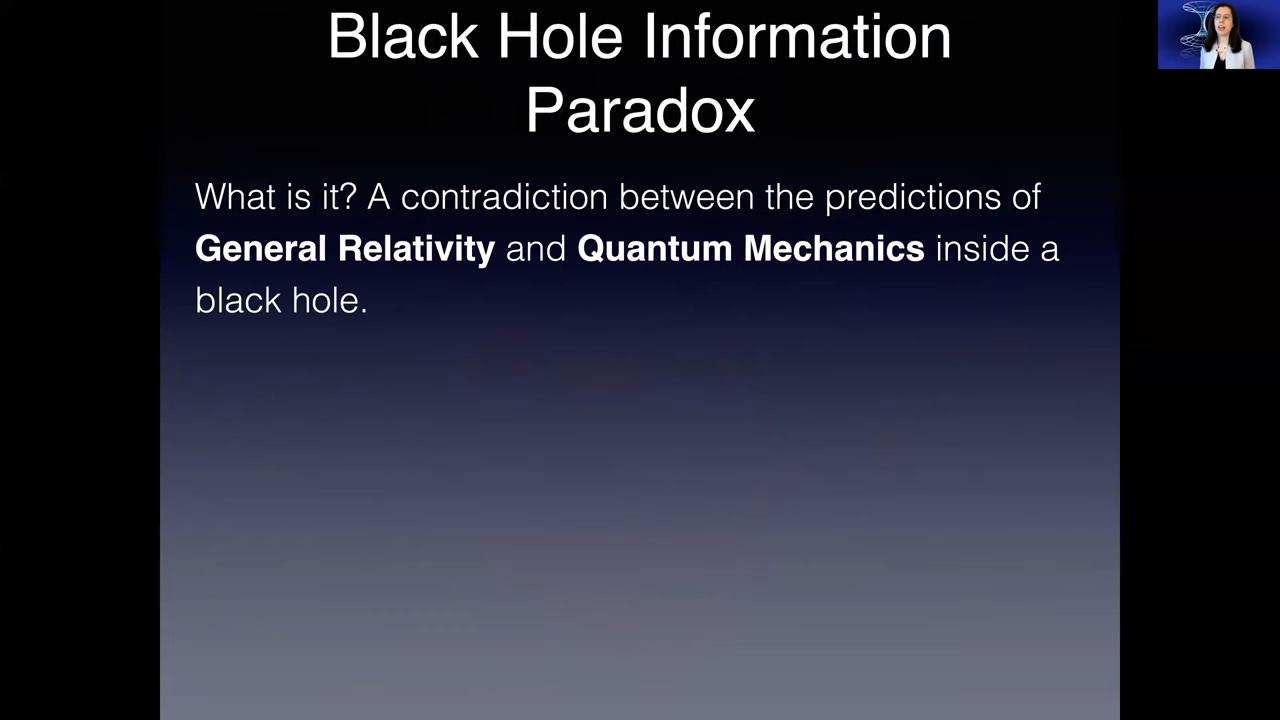 Black Hole Information
Paradox
What is it? A contradiction between the predictions of
General Relativity and Quantum Mechanics inside a
black hole.